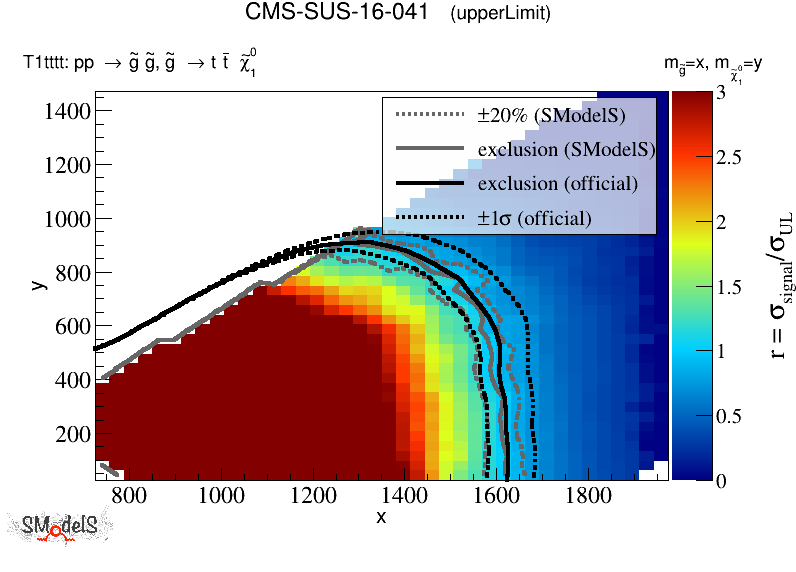 CMS-SUS-16-041 (upperLimit)
T1tttt: pp → g̃ g̃, g̃ → t t̄ χ̃₁⁰
m_g̃=x, m_χ̃₁⁰=y
±20% (SModelS)
exclusion (SModelS)
exclusion (official)
±1σ (official)
1400
1200
1000
800
600
400
200
y
800 1000 1200 1400 1600 1800
x
3
2.5
2
1.5
1
0.5
0
r = σ_signal/σ_UL
SModelS